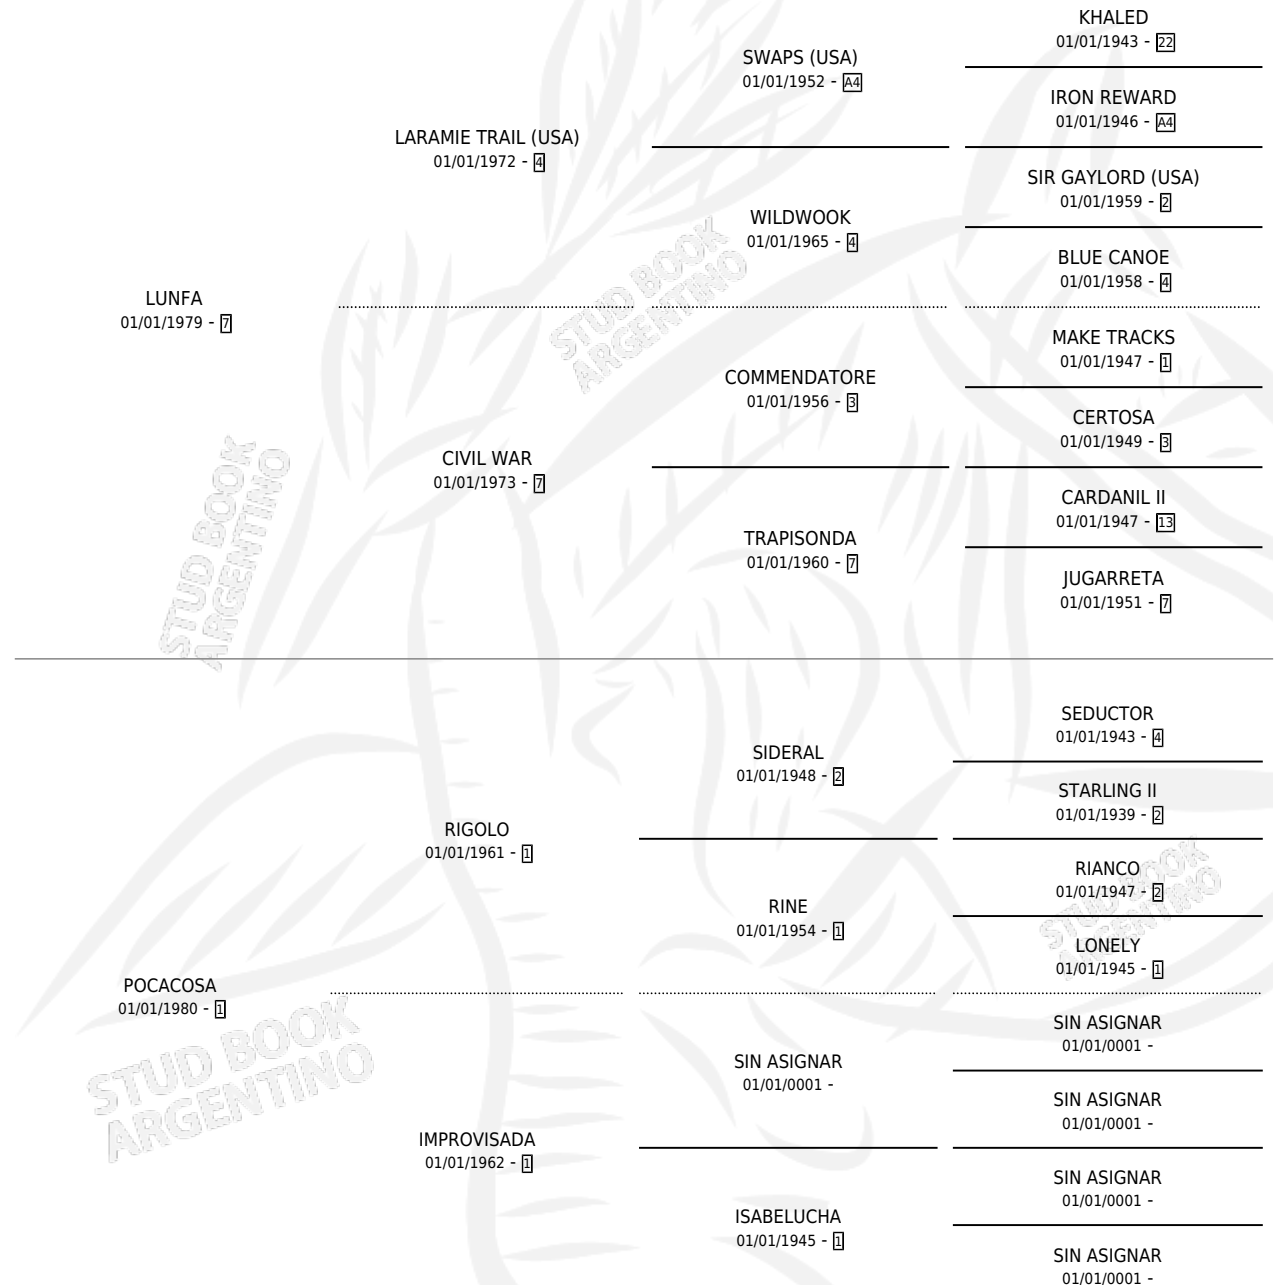 KHALED
01/01/1943 - 22
SWAPS (USA)
01/01/1952 - A4
IRON REWARD
01/01/1946 - A4
LARAMIE TRAIL (USA)
01/01/1972 - 4
SIR GAYLORD (USA)
01/01/1959 - 2
WILDWOOK
01/01/1965 - 4
BLUE CANOE
01/01/1958 - 4
LUNFA
01/01/1979 - 7
MAKE TRACKS
01/01/1947 - 1
COMMENDATORE
01/01/1956 - 3
CERTOSA
01/01/1949 - 3
CIVIL WAR
01/01/1973 - 7
CARDANIL II
01/01/1947 - 13
TRAPISONDA
01/01/1960 - 7
JUGARRETA
01/01/1951 - 7
SEDUCTOR
01/01/1943 - 4
SIDERAL
01/01/1948 - 2
STARLING II
01/01/1939 - 2
RIGOLO
01/01/1961 - 1
RIANCO
01/01/1947 - 2
RINE
01/01/1954 - 1
LONELY
01/01/1945 - 1
POCACOSA
01/01/1980 - 1
SIN ASIGNAR
01/01/0001 -
SIN ASIGNAR
01/01/0001 -
SIN ASIGNAR
01/01/0001 -
IMPROVISADA
01/01/1962 - 1
SIN ASIGNAR
01/01/0001 -
ISABELUCHA
01/01/1945 - 1
SIN ASIGNAR
01/01/0001 -
STUD BOOK
ARGENTINO
STUD BOOK
ARGENTINO
STUD BOOK
ARGENTINO
STUD BOOK
ARGENTINO